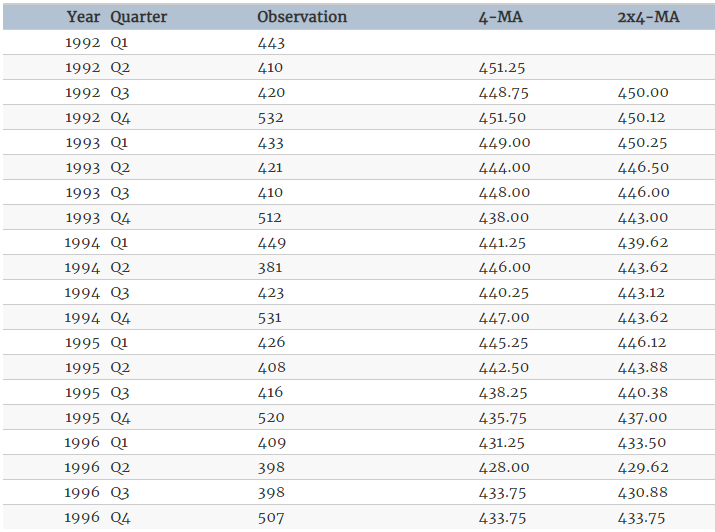 Year Quarter Observation 4-MA 2x4-MA
1992 Q1 443
1992 Q2 410 451.25
1992 Q3 420 448.75 450.00
1992 Q4 532 451.50 450.12
1993 Q1 433 449.00 450.25
1993 Q2 421 444.00 446.50
1993 Q3 410 448.00 446.00
1993 Q4 512 438.00 443.00
1994 Q1 449 441.25 439.62
1994 Q2 381 446.00 443.62
1994 Q3 423 440.25 443.12
1994 Q4 531 447.00 443.62
1995 Q1 426 445.25 446.12
1995 Q2 408 442.50 443.88
1995 Q3 416 438.25 440.38
1995 Q4 520 435.75 437.00
1996 Q1 409 431.25 433.50
1996 Q2 398 428.00 429.62
1996 Q3 398 433.75 430.88
1996 Q4 507 433.75 433.75